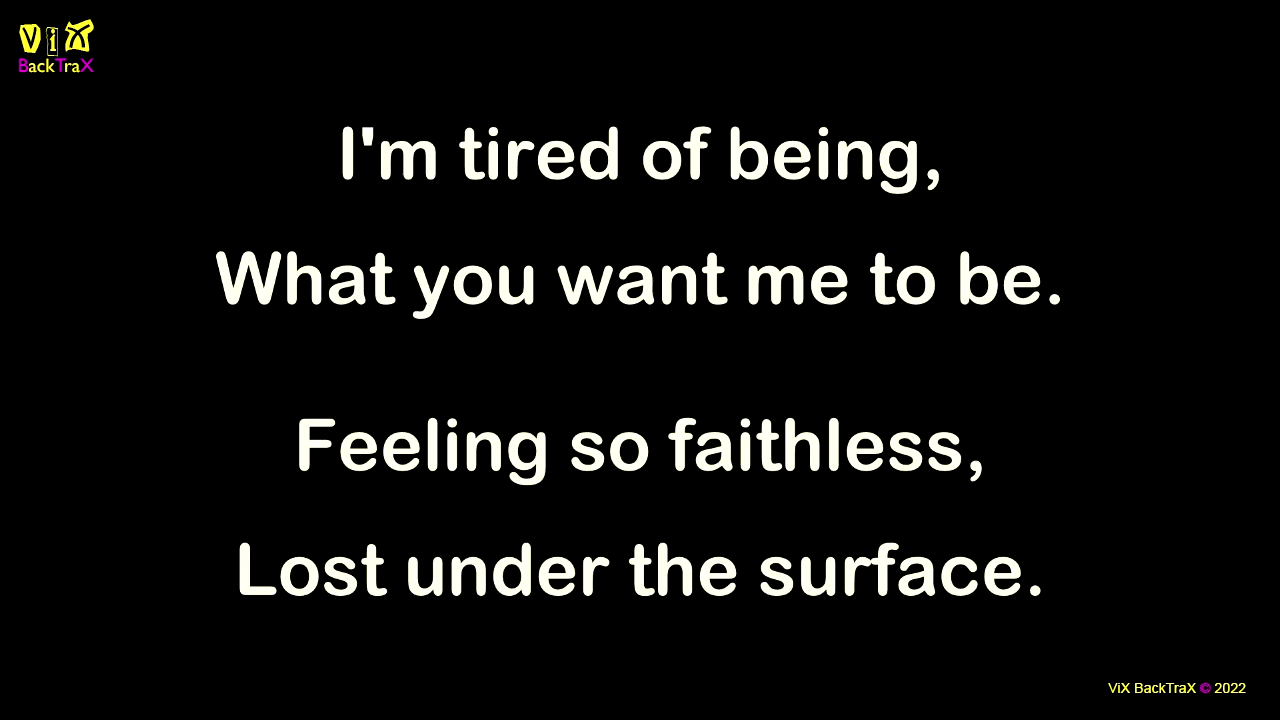 ViX
BackTraX
I'm tired of being,
What you want me to be.
Feeling so faithless,
Lost under the surface.
ViX BackTraX © 2022